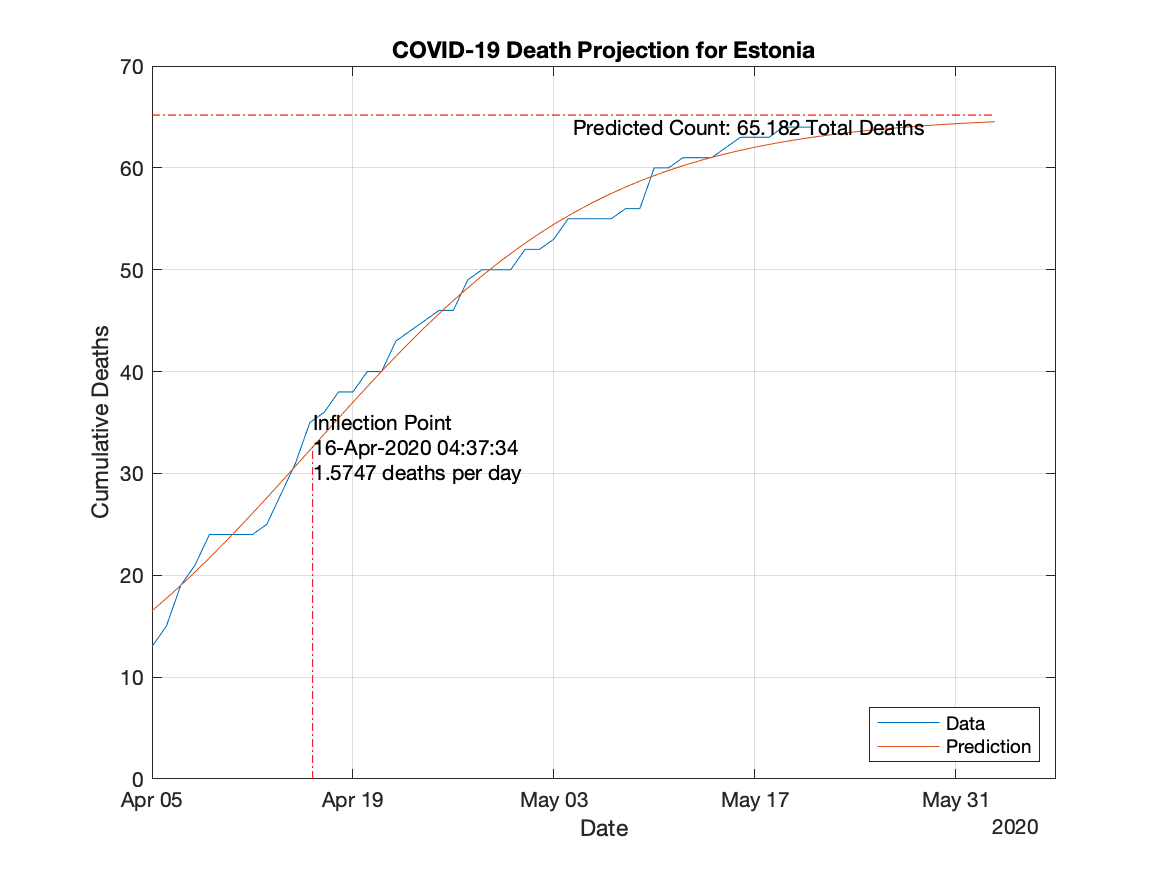 COVID-19 Death Projection for Estonia
70
60
50
40
30
20
10
0
Cumulative Deaths
Predicted Count: 65.182 Total Deaths
Inflection Point
16-Apr-2020 04:37:34
1.5747 deaths per day
Data
Prediction
Apr 05 Apr 19 May 03 May 17 May 31
Date
2020